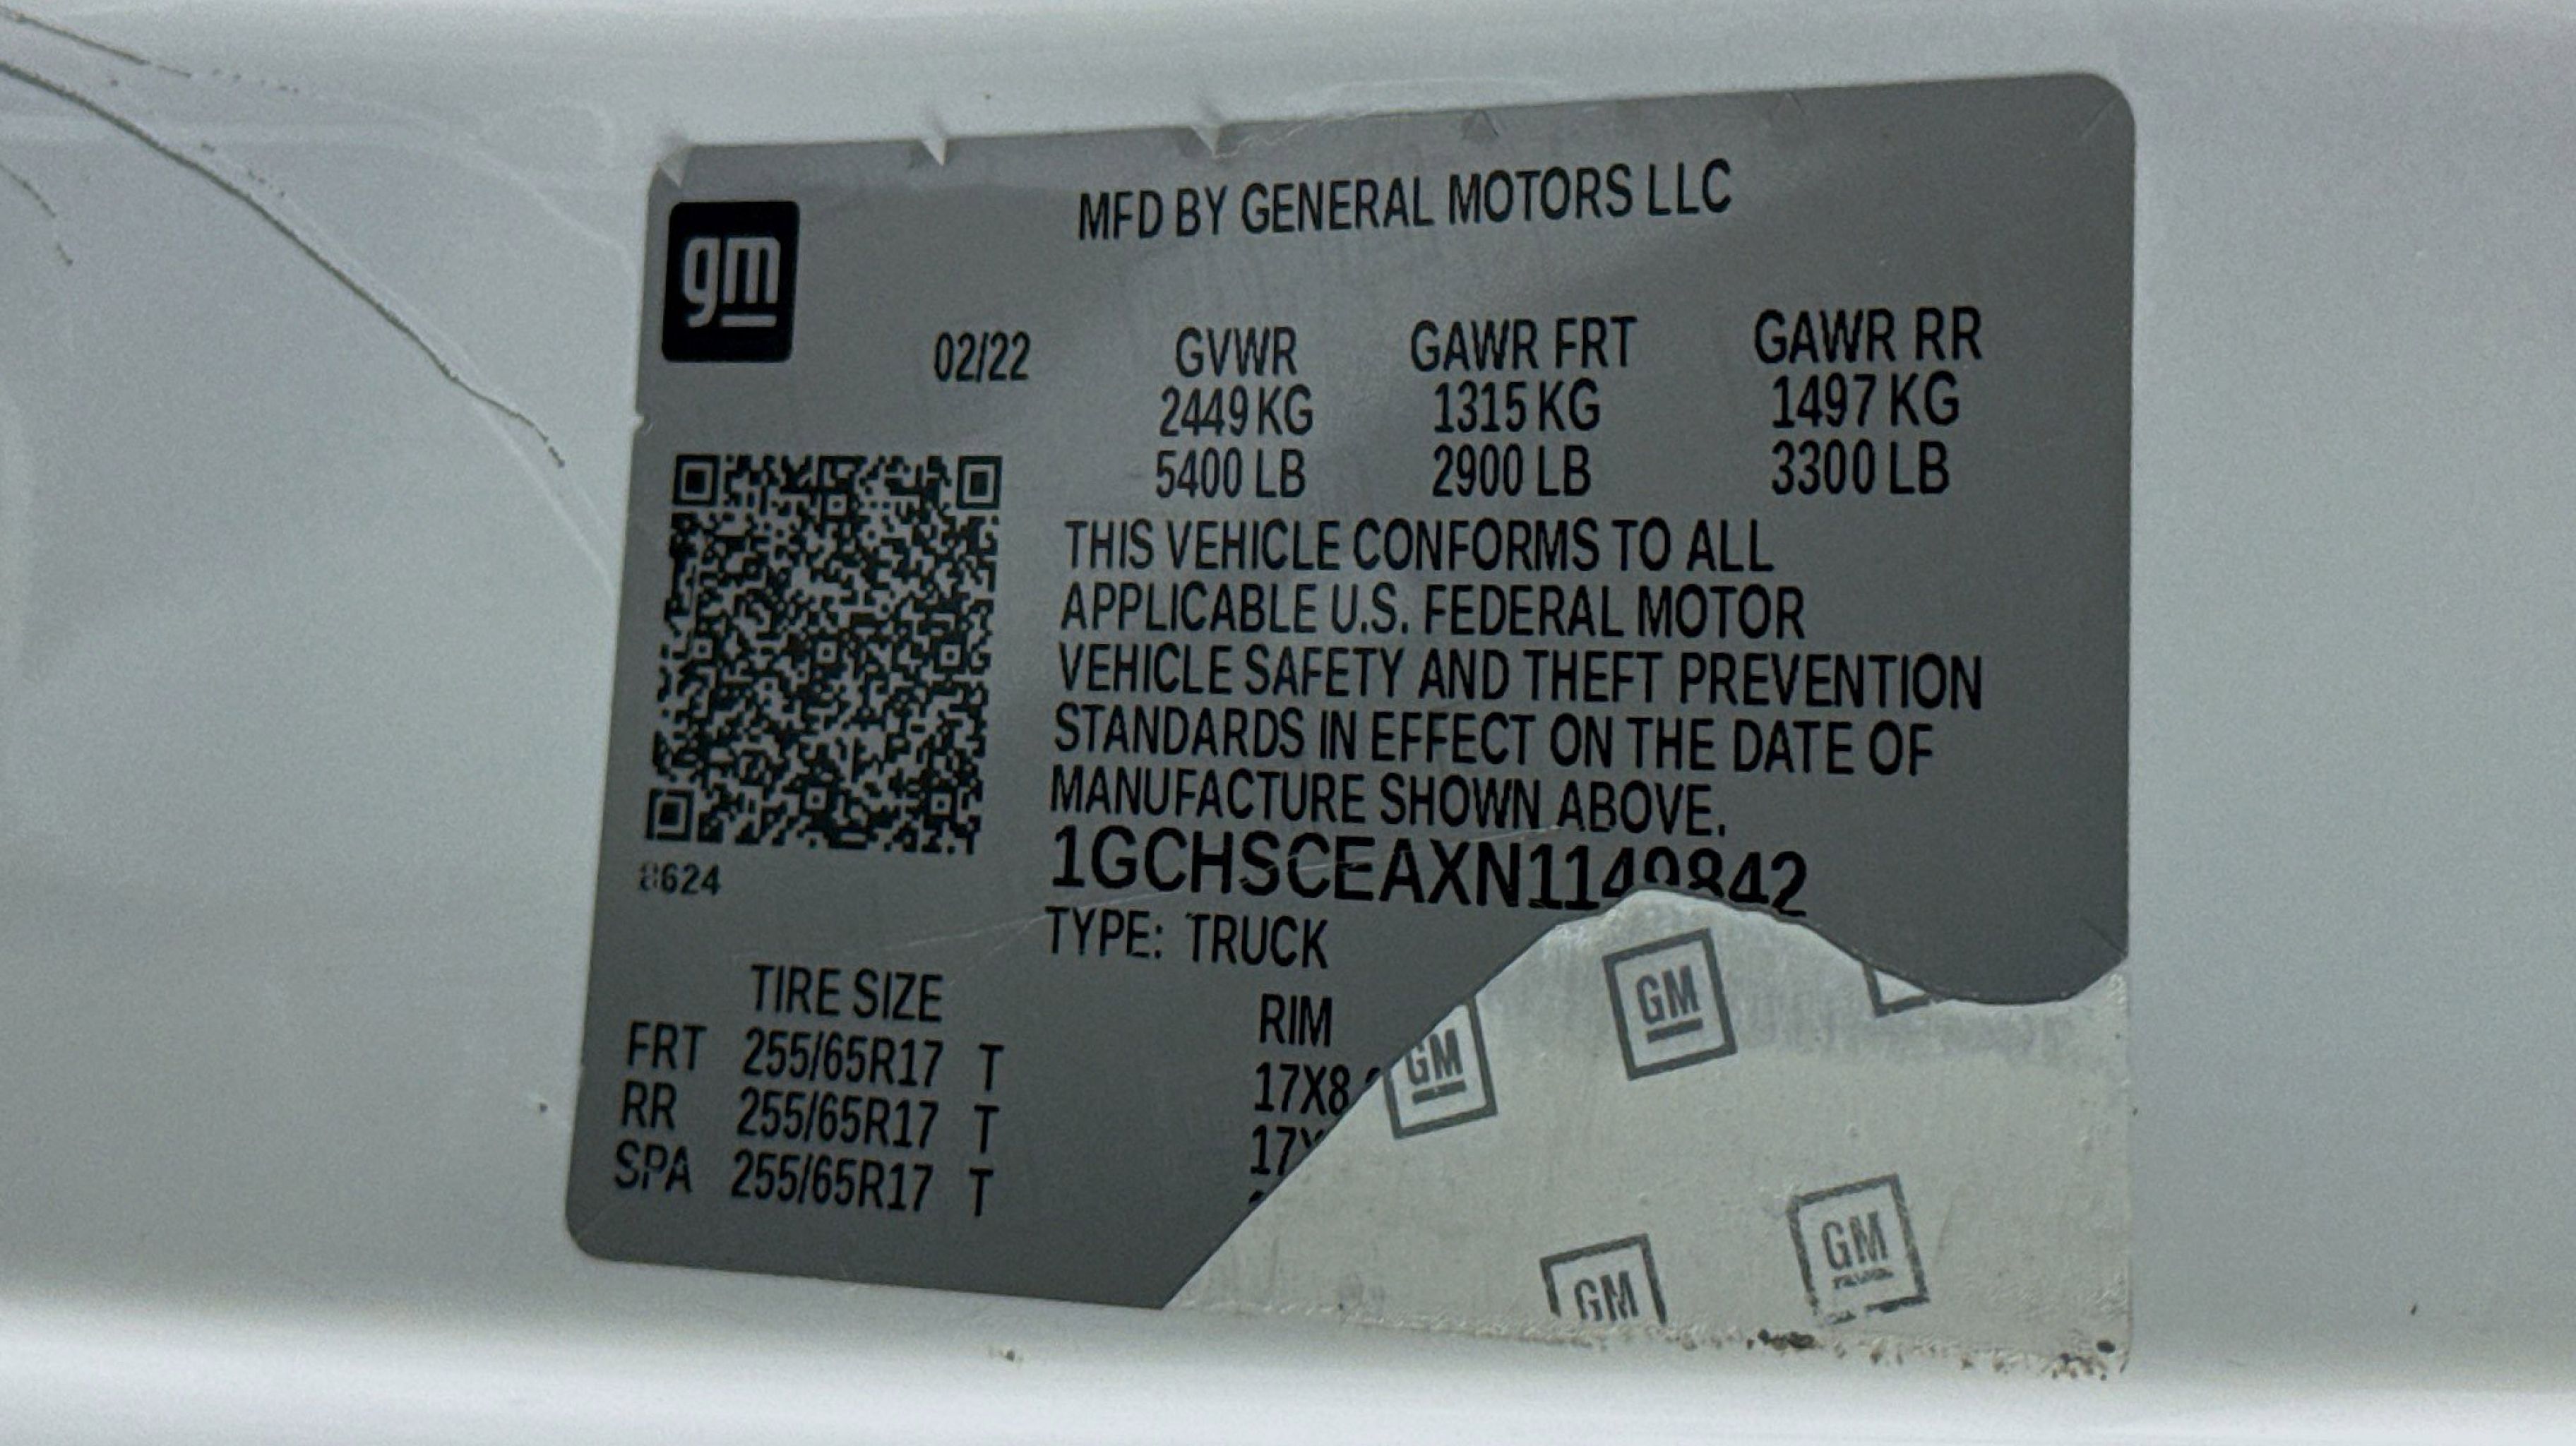 MFD BY GENERAL MOTORS LLC
gm
02/22 GVWR GAWR FRT GAWR RR
2449 KG 1315 KG 1497 KG
5400 LB 2900 LB 3300 LB
THIS VEHICLE CONFORMS TO ALL
APPLICABLE U.S. FEDERAL MOTOR
VEHICLE SAFETY AND THEFT PREVENTION
STANDARDS IN EFFECT ON THE DATE OF
MANUFACTURE SHOWN ABOVE.
1GCHSCEAXN1149842
8624
TYPE: TRUCK
TIRE SIZE RIM
FRT 255/65R17 T 17X8
RR 255/65R17 T
SPA 255/65R17 T
GM
GM
GM
GM